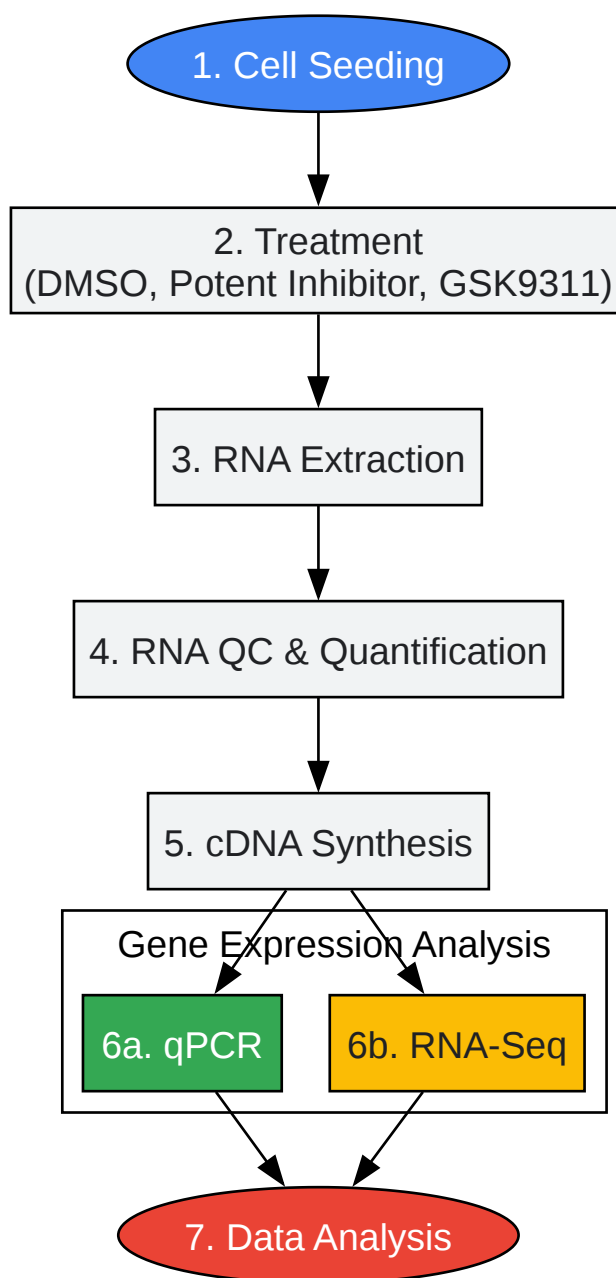 1. Cell Seeding
2. Treatment
(DMSO, Potent Inhibitor, GSK9311)
3. RNA Extraction
4. RNA QC & Quantification
5. cDNA Synthesis
Gene Expression Analysis
6a. qPCR
6b. RNA-Seq
7. Data Analysis